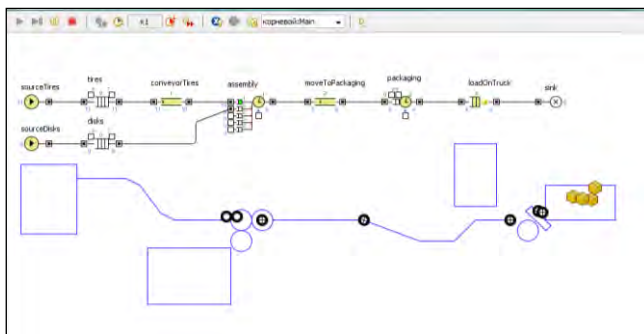 x1
корневой:Main
sourceTires
tires
conveyorTires
assembly
moveToPackaging
packaging
loadOnTruck
sink
sourceDisks
disks